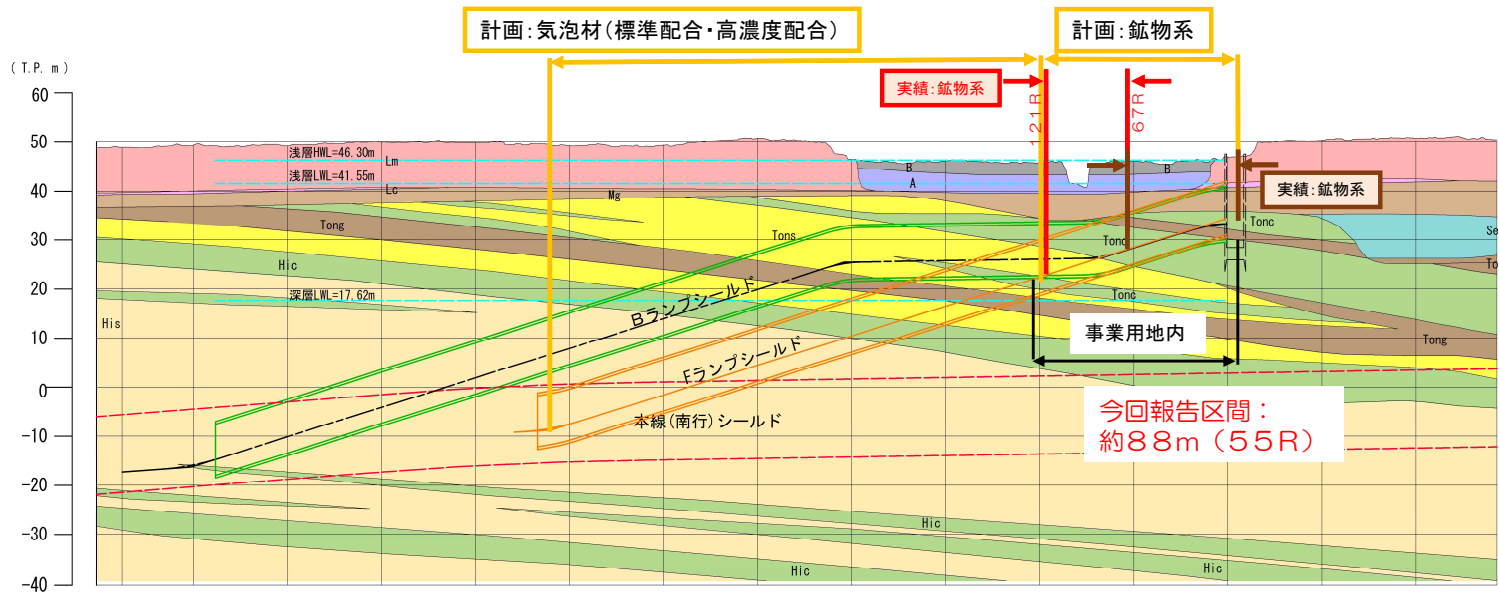 計画：気泡材（標準配合・高濃度配合）
計画：鉱物系
（T.P. m）
実績：鉱物系
121R
67R
60
50
40
30
20
10
0
-10
-20
-30
-40
浅層HWL=46.30m
Lm
浅層LWL=41.55m
Lc
Mg
B
A
B
実績：鉱物系
Tong
Tons
Tonc
Tonc
Se
To
Hic
深層LWL=17.62m
Tonc
His
Bランプシールド
事業用地内
Tong
Fランプシールド
本線（南行）シールド
今回報告区間：
約８８ｍ（５５Ｒ）
Hic
Hic
Hic